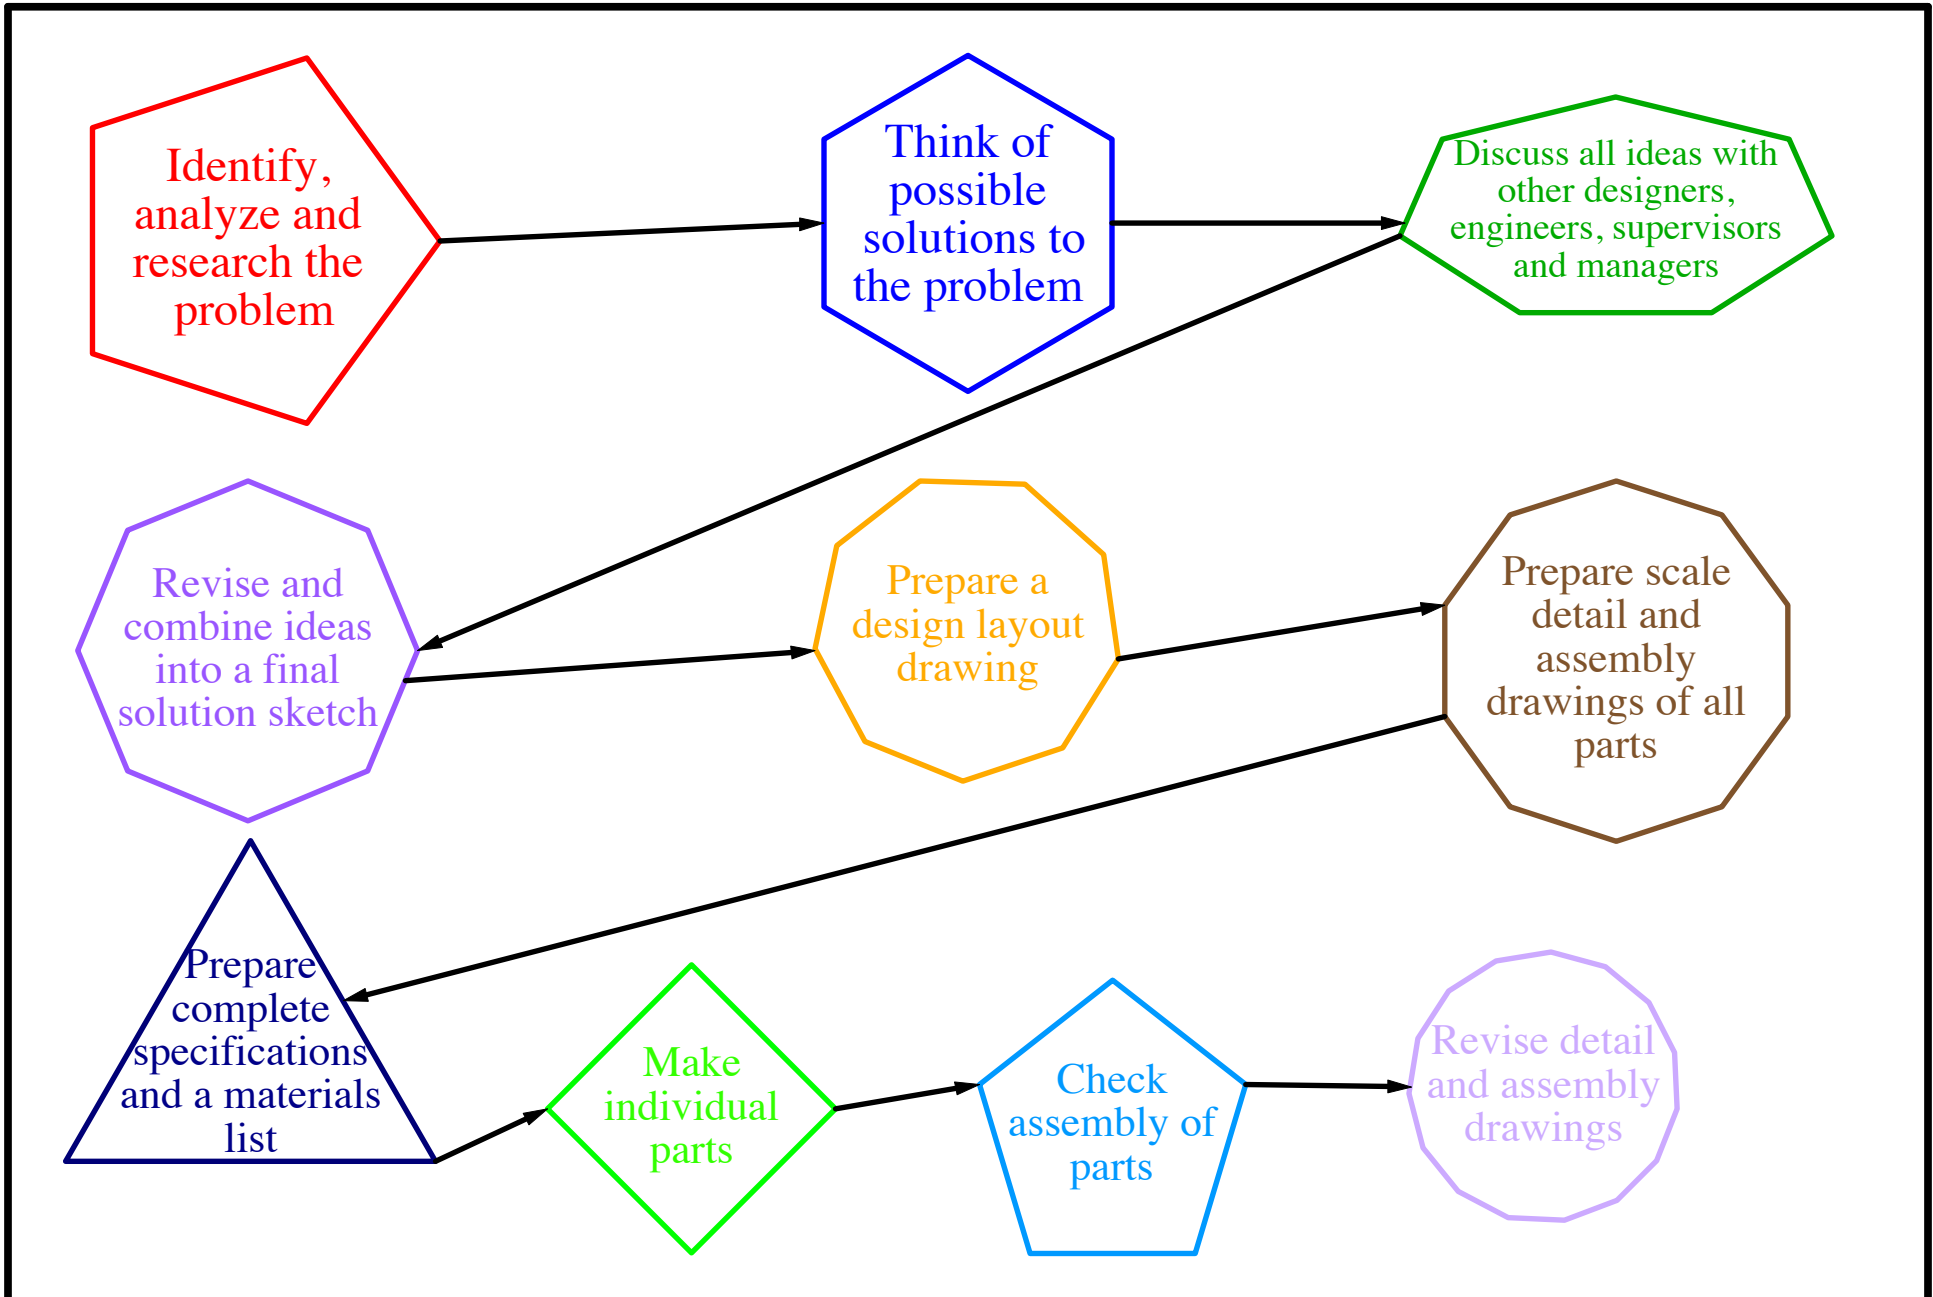 Identify,
analyze and
research the
problem
Think of
possible
solutions to
the problem
Discuss all ideas with
other designers,
engineers, supervisors
and managers
Revise and
combine ideas
into a final
solution sketch
Prepare a
design layout
drawing
Prepare scale
detail and
assembly
drawings of all
parts
Prepare
complete
specifications
and a materials
list
Make
individual
parts
Check
assembly of
parts
Revise detail
and assembly
drawings